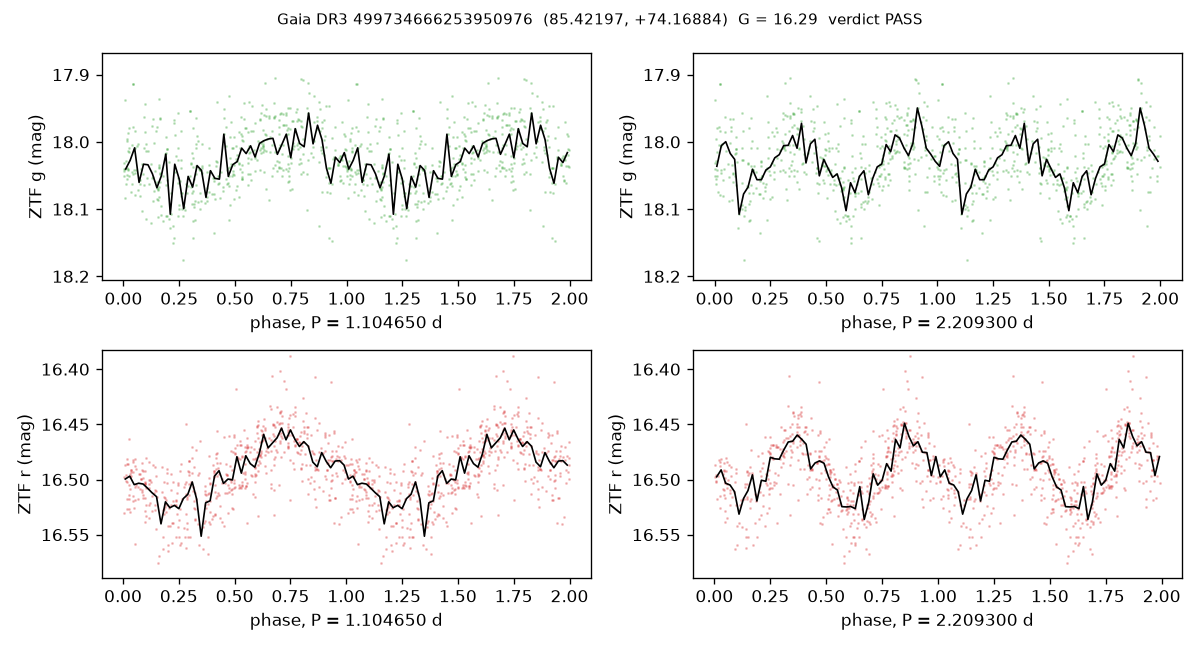 Gaia DR3 499734666253950976 (85.42197, +74.16884) G = 16.29 verdict PASS
17.9
18.0
18.1
18.2
ZTF g (mag)
0.00 0.25 0.50 0.75 1.00 1.25 1.50 1.75 2.00
phase, P = 1.104650 d
17.9
18.0
18.1
18.2
ZTF g (mag)
0.00 0.25 0.50 0.75 1.00 1.25 1.50 1.75 2.00
phase, P = 2.209300 d
16.40
16.45
16.50
16.55
ZTF r (mag)
0.00 0.25 0.50 0.75 1.00 1.25 1.50 1.75 2.00
phase, P = 1.104650 d
16.40
16.45
16.50
16.55
ZTF r (mag)
0.00 0.25 0.50 0.75 1.00 1.25 1.50 1.75 2.00
phase, P = 2.209300 d